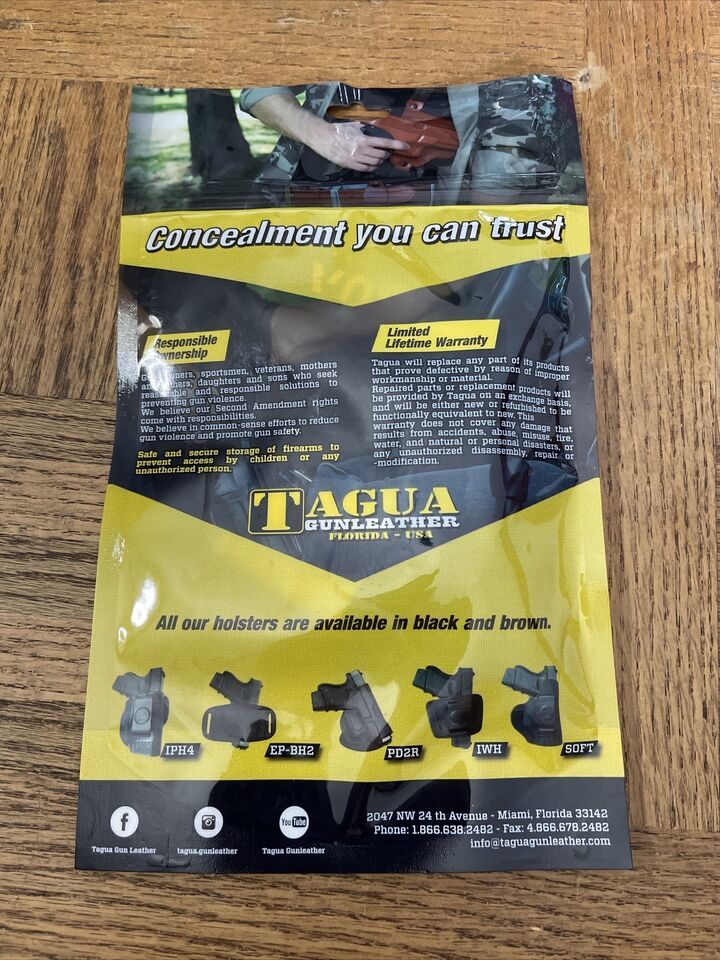 Concealment you can trust
Responsible
Limited
Lifetime Warranty
sportsmen, veterans, mothers
daughters and sons who seek
and responsible solutions to
preventing gun violence.
We believe our Second Amendment rights
come with responsibilities.
We believe in common-sense efforts to reduce
gun violence and promote gun safety.
Safe and secure storage of firearms to
prevent access by children or any
unauthorized person.
Tagua will replace any part of its products
that prove defective by reason of improper
workmanship or material.
Repaired parts or replacement products will
be provided by Tagua on an exchange basis,
and will be either new or refurbished to be
functionally equivalent to new. This
warranty does not cover any damage that
results from accidents, abuse, misuse, fire,
water, and natural or personal disasters, or
any unauthorized disassembly, repair or
-modification.
TAGUA
GUNLEATHER
FLORIDA - USA
All our holsters are available in black and brown.
IPH4 EP-BH2 PD2R IWH SOFT
f
You Tube
Tagua Gun Leather tagua.gunleather Tagua Gunleather
2047 NW 24 th Avenue - Miami, Florida 33142
Phone: 1.866.638.2482 - Fax: 4.866.678.2482
info@taguagunleather.com